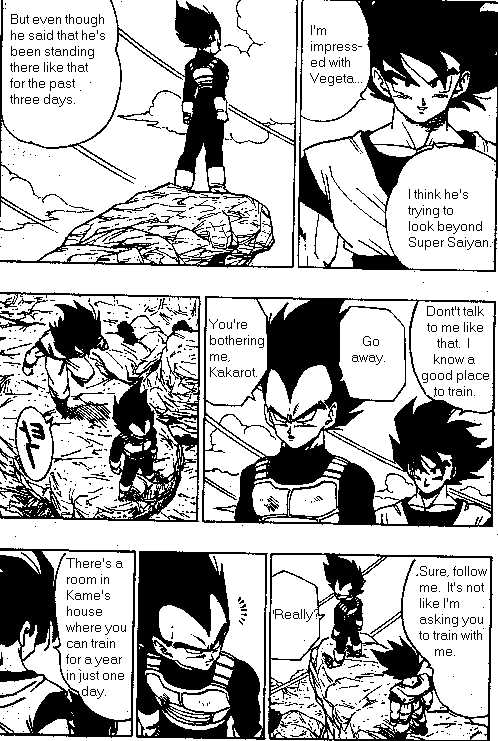 But even though
he said that he's
been standing
there like that
for the past
three days.
I'm
impress-
ed with
Vegeta...
I think he's
trying to
look beyond
Super Saiyan.
You're
bothering
me,
Kakarot.
Go
away.
Don't talk
to me like
that. I
know a
good place
to train.
There's a
room in
Kame's
house
where you
can train
for a year
in just one
day.
Really?
Sure, follow
me. It's not
like I'm
asking you
to train with
me.